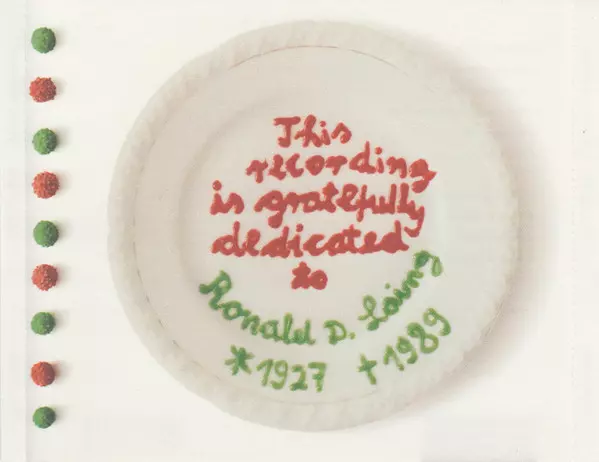 This
recording
is gratefully
dedicated
to
Ronald D. Laing
*1927 †1989